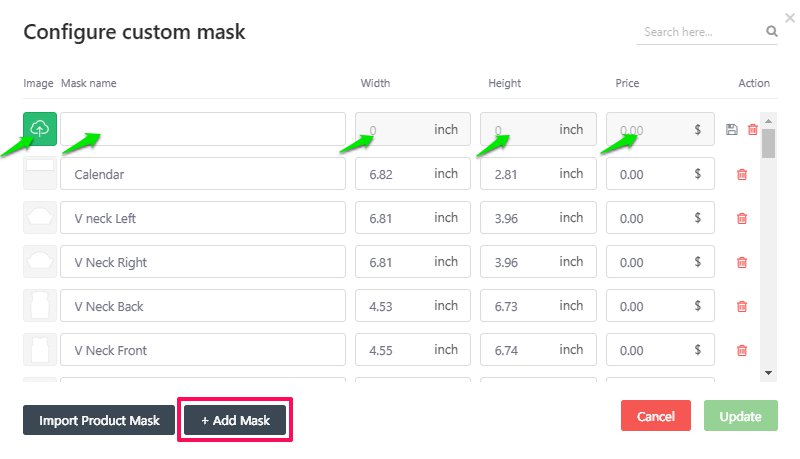 Configure custom mask
Search here...
Image Mask name Width Height Price Action
0 inch 0 inch 0.00 $
Calendar 6.82 inch 2.81 inch 0.00 $
V neck Left 6.81 inch 3.96 inch 0.00 $
V Neck Right 6.81 inch 3.96 inch 0.00 $
V Neck Back 4.53 inch 6.73 inch 0.00 $
V Neck Front 4.55 inch 6.74 inch 0.00 $
Import Product Mask + Add Mask Cancel Update